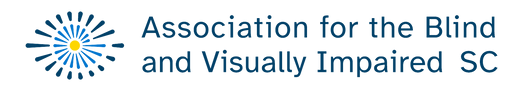 Association for the Blind
and Visually Impaired SC